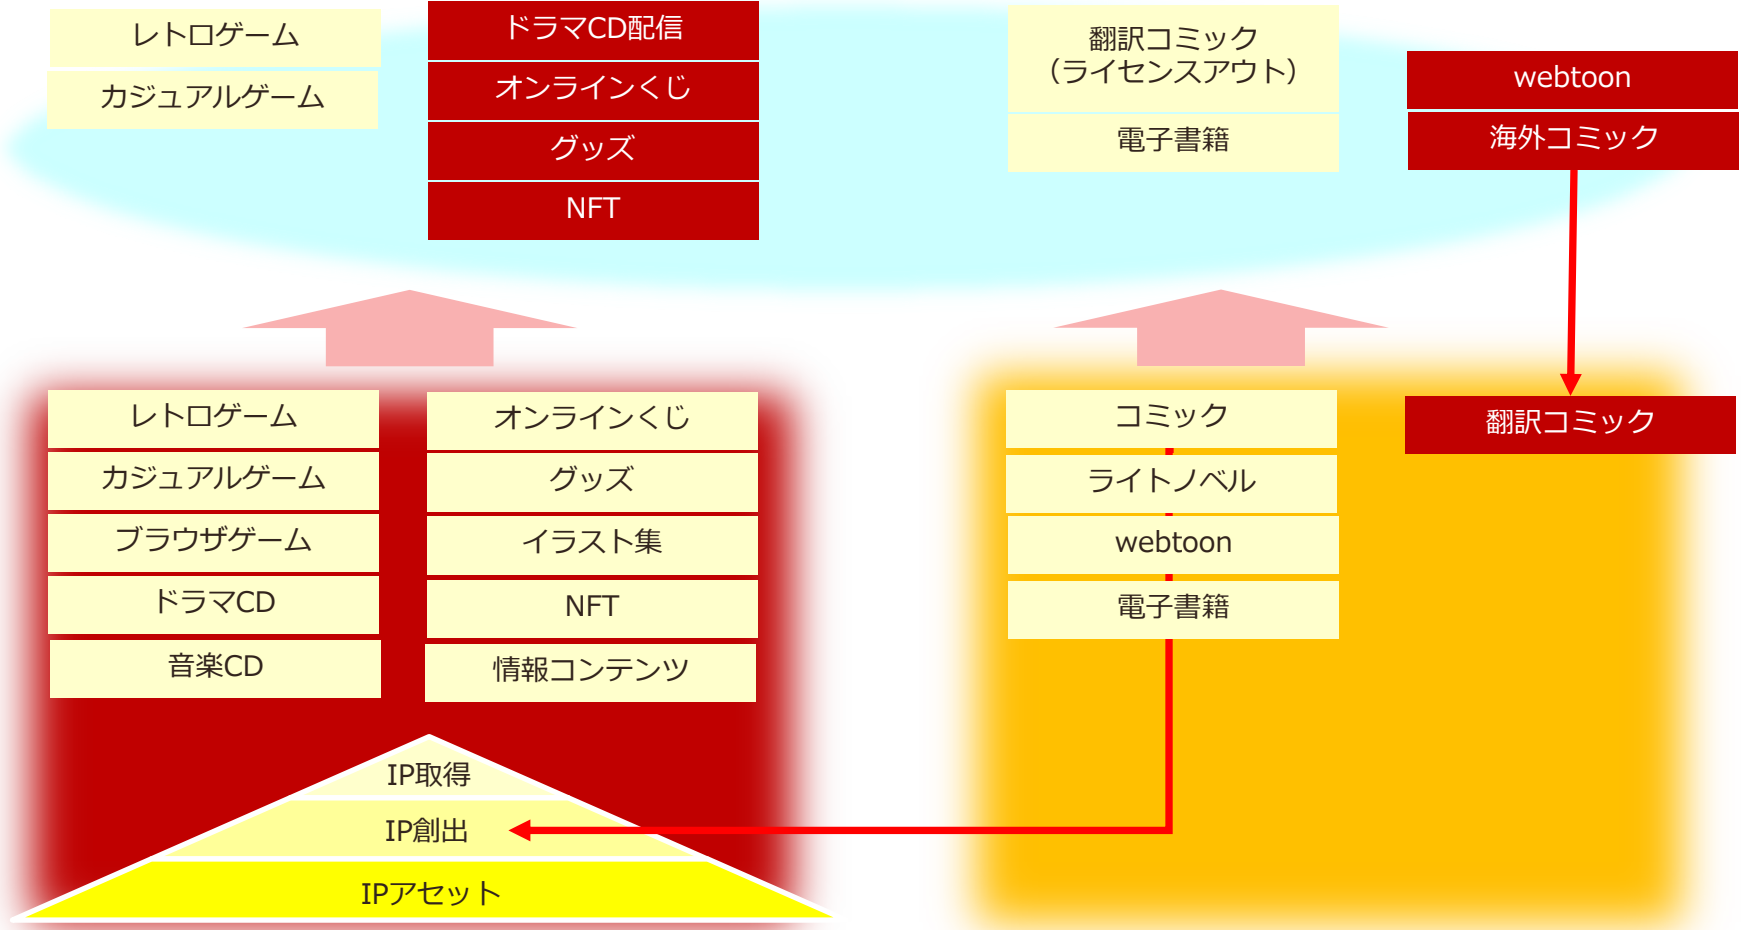 レトロゲーム
カジュアルゲーム
ドラマCD配信
オンラインくじ
グッズ
NFT
翻訳コミック
（ライセンスアウト）
電子書籍
webtoon
海外コミック
レトロゲーム
カジュアルゲーム
ブラウザゲーム
ドラマCD
音楽CD
オンラインくじ
グッズ
イラスト集
NFT
情報コンテンツ
コミック
ライトノベル
webtoon
電子書籍
翻訳コミック
IP取得
IP創出
IPアセット